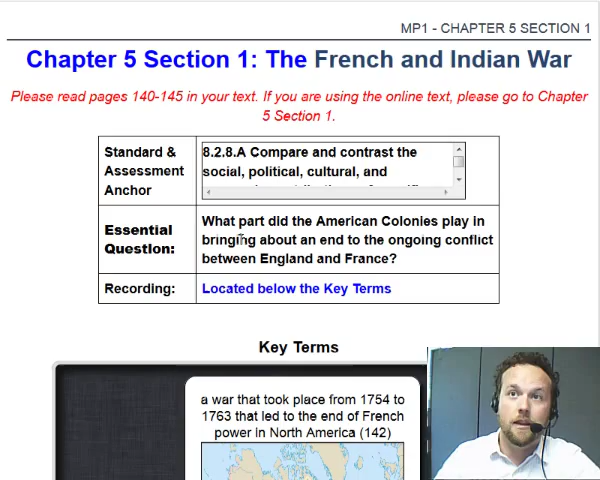 MP1 - CHAPTER 5 SECTION 1
Chapter 5 Section 1: The French and Indian War
Please read pages 140-145 in your text. If you are using the online text, please go to Chapter
5 Section 1.
Standard &
Assessment
Anchor
8.2.8.A Compare and contrast the
social, political, cultural, and
Essential
Question:
What part did the American Colonies play in
bringing about an end to the ongoing conflict
between England and France?
Recording:
Located below the Key Terms
Key Terms
a war that took place from 1754 to
1763 that led to the end of French
power in North America (142)